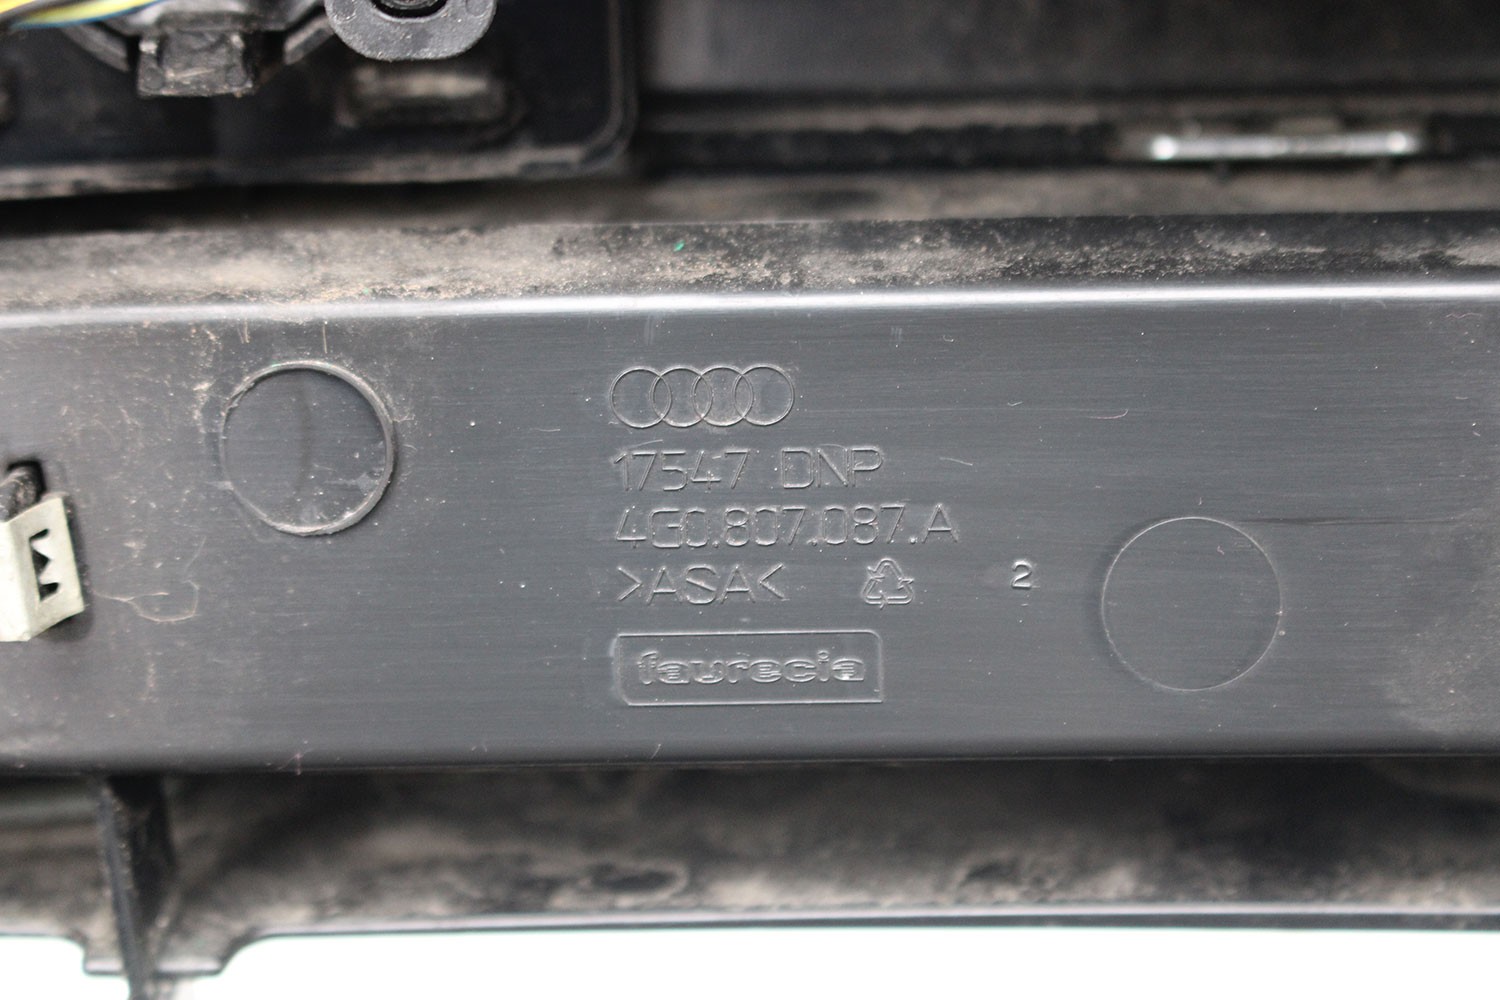 17547 DNP
4G0.807.087.A
>ASA<
2
faurecia